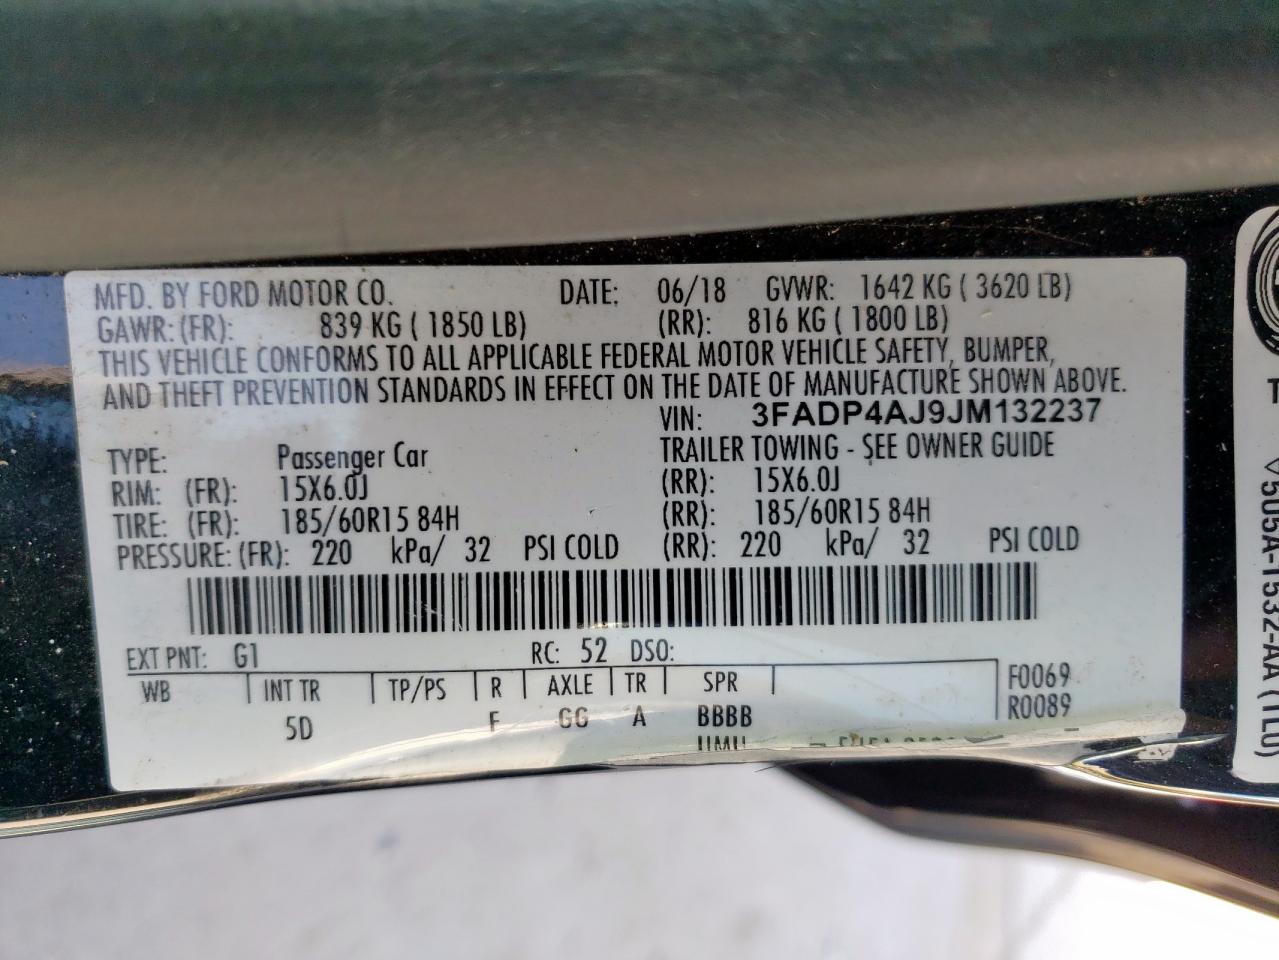 MFD. BY FORD MOTOR CO. DATE: 06/18 GVWR: 1642 KG ( 3620 LB)
GAWR: (FR): 839 KG ( 1850 LB) (RR): 816 KG ( 1800 LB)
THIS VEHICLE CONFORMS TO ALL APPLICABLE FEDERAL MOTOR VEHICLE SAFETY, BUMPER,
AND THEFT PREVENTION STANDARDS IN EFFECT ON THE DATE OF MANUFACTURE SHOWN ABOVE.
VIN: 3FADP4AJ9JM132237
TYPE: Passenger Car TRAILER TOWING - SEE OWNER GUIDE
RIM: (FR): 15X6.0J (RR): 15X6.0J
TIRE: (FR): 185/60R15 84H (RR): 185/60R15 84H
PRESSURE: (FR): 220 kPa/ 32 PSI COLD (RR): 220 kPa/ 32 PSI COLD
EXT PNT: G1 RC: 52 DSO:
WB INT TR TP/PS R AXLE TR SPR F0069
5D F GG A BBBB R0089
505A-1532-AA (TL0)